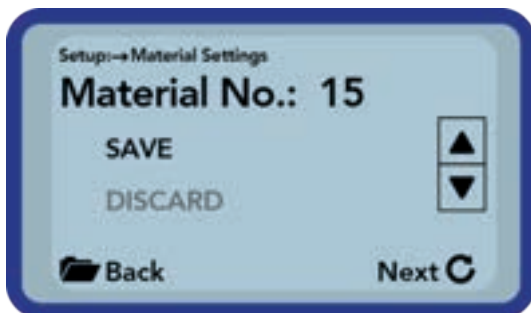 Setup:→Material Settings
Material No.: 15
SAVE
DISCARD
Back Next